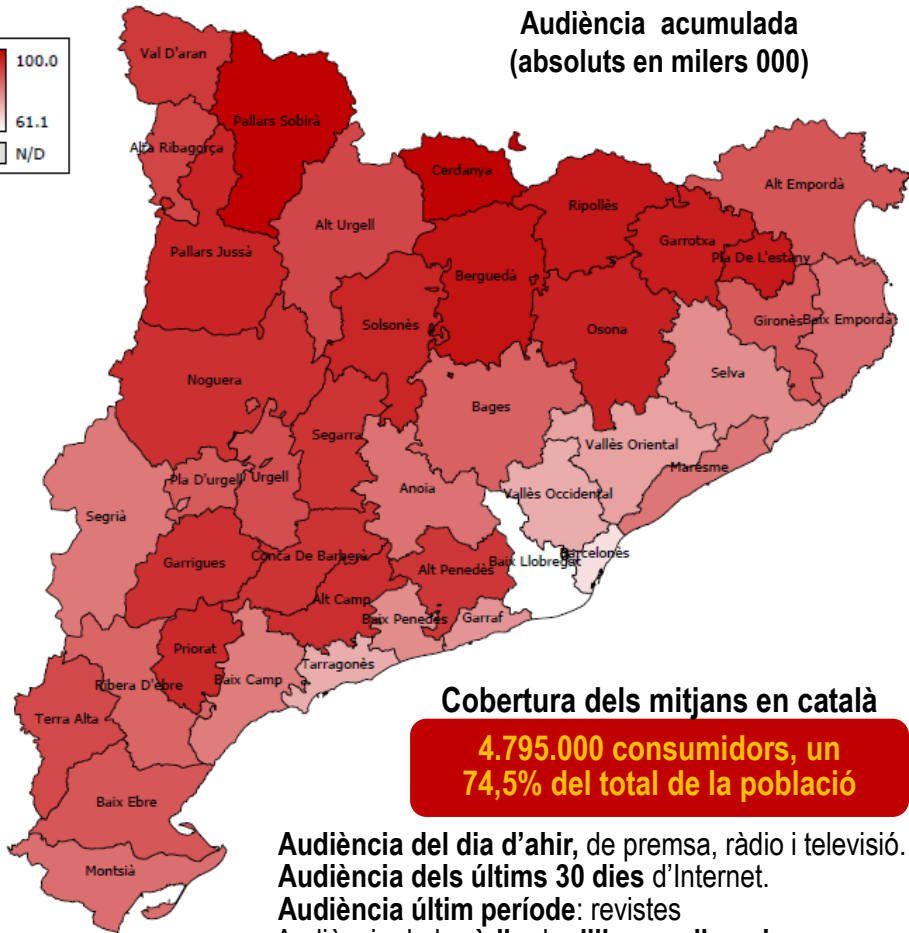 Audiència acumulada
(absoluts en milers 000)
100.0
61.1
N/D
Val D'aran
Pallars Sobirà
Alta Ribagorça
Cerdanya
Alt Urgell
Ripollès
Alt Empordà
Garrotxa
Pallars Jussà
Pla De L'estany
Berguedà
Solsonès
Osona
Gironès
Baix Empordà
Noguera
Selva
Bages
Segarra
Vallès Oriental
Maresme
Pla D'urgell
Urgell
Anoia
Vallès Occidental
Segrià
Garrigues
Conca De Barberà
Alt Penedès
Baix Llobregat
Barcelonès
Alt Camp
Baix Penedès
Garraf
Priorat
Tarragonès
Ribera D'ebre
Baix Camp
Terra Alta
Baix Ebre
Montsià
Cobertura dels mitjans en català
4.795.000 consumidors, un
74,5% del total de la població
Audiència del dia d'ahir, de premsa, ràdio i televisió.
Audiència dels últims 30 dies d'Internet.
Audiència últim període: revistes